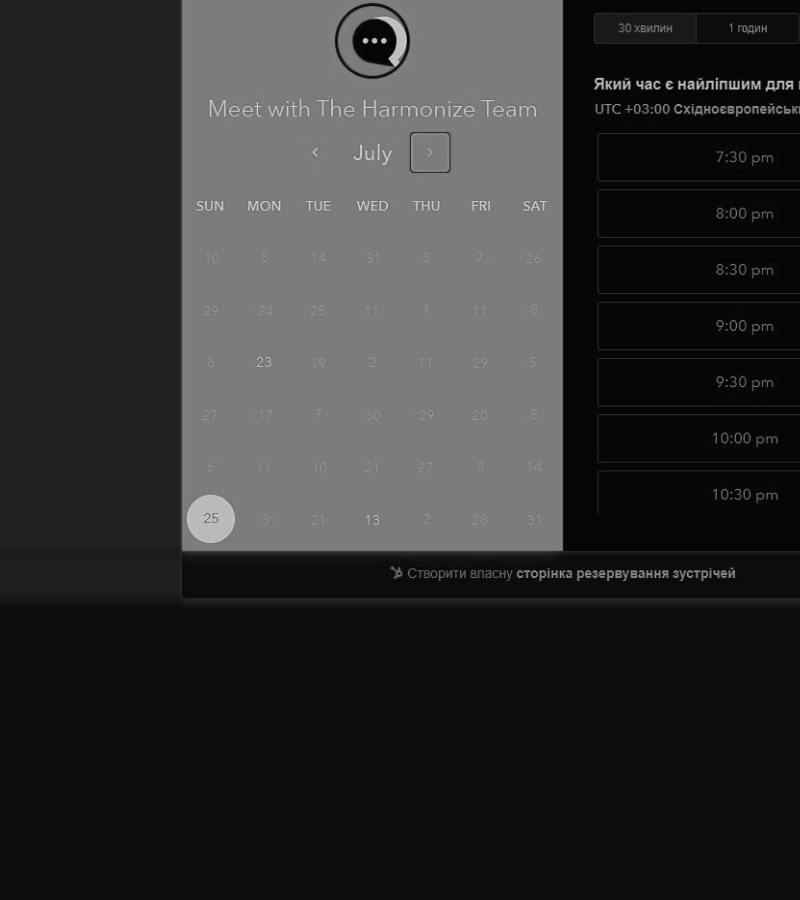 Meet with The Harmonize Team
July
SUN MON TUE WED THU FRI SAT
10 8 14 31 8 7 26
29 24 25 11 1 11 8
8 23 19 2 11 29 5
27 17 7 30 29 20 8
6 11 10 21 27 8 14
25 3 21 13 2 28 31
30 хвилин 1 годин
Який час є найліпшим для
UTC +03:00 Східноєвропейськ
7:30 pm
8:00 pm
8:30 pm
9:00 pm
9:30 pm
10:00 pm
10:30 pm
Створити власну сторінка резервування зустрічей